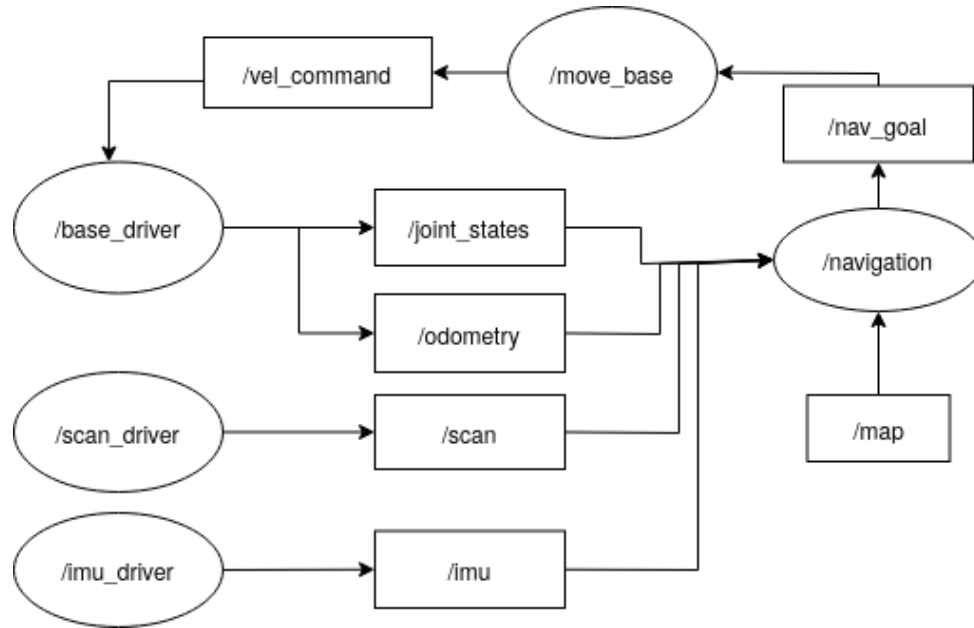 /vel_command
/move_base
/nav_goal
/base_driver
/joint_states
/navigation
/odometry
/scan_driver
/scan
/map
/imu_driver
/imu